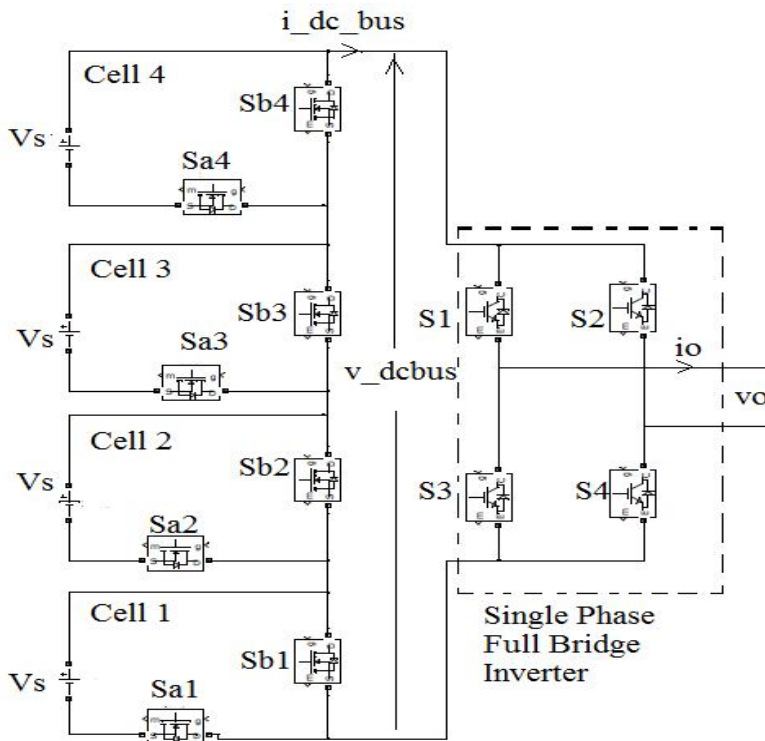 i_dc_bus
Cell 4
Sb4
Vs
Sa4
Cell 3
Sb3
Vs
Sa3
v_dcbus
S1
S2
io
vo
Cell 2
Sb2
Vs
Sa2
S3
S4
Cell 1
Sb1
Vs
Sa1
Single Phase
Full Bridge
Inverter